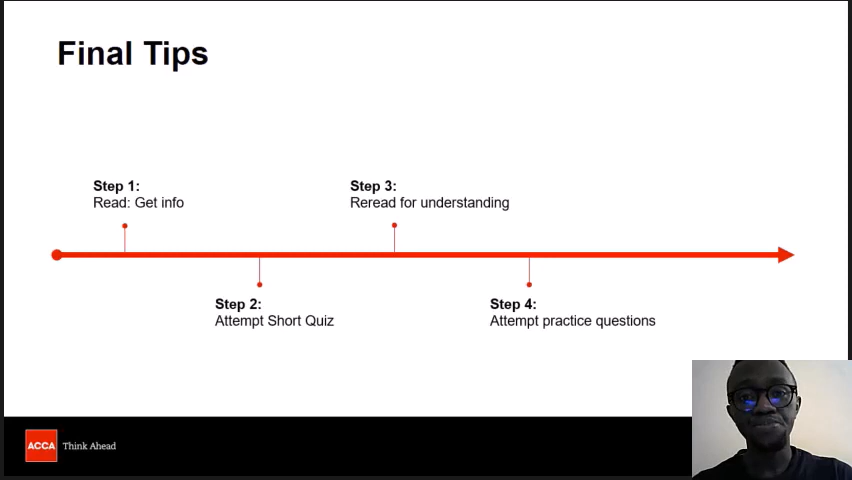 Final Tips
Step 1:
Read: Get info
Step 3:
Reread for understanding
Step 2:
Attempt Short Quiz
Step 4:
Attempt practice questions
ACCA
Think Ahead